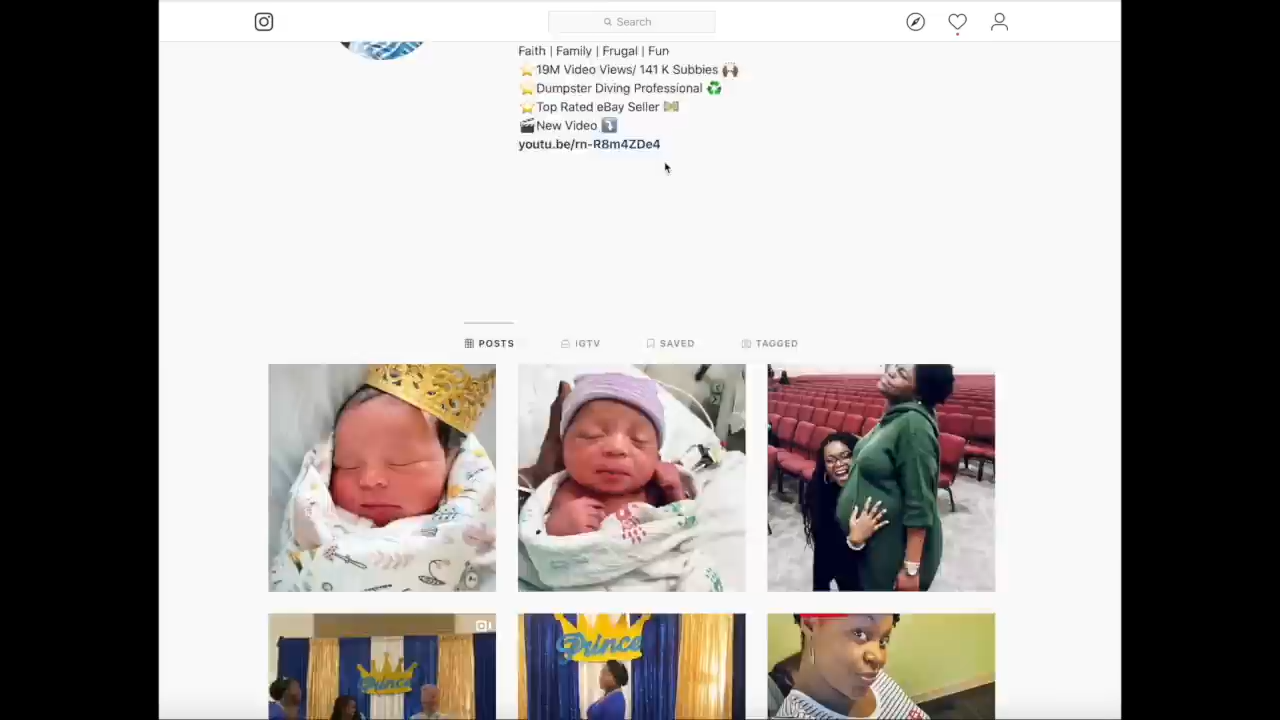 Search
Faith | Family | Frugal | Fun
⭐19M Video Views/ 141 K Subbies 🙌🏾
⭐Dumpster Diving Professional ♻️
⭐Top Rated eBay Seller 💵
🎬New Video ⤵️
youtu.be/rn-R8m4ZDe4
POSTS
IGTV
SAVED
TAGGED
Prince
Prince